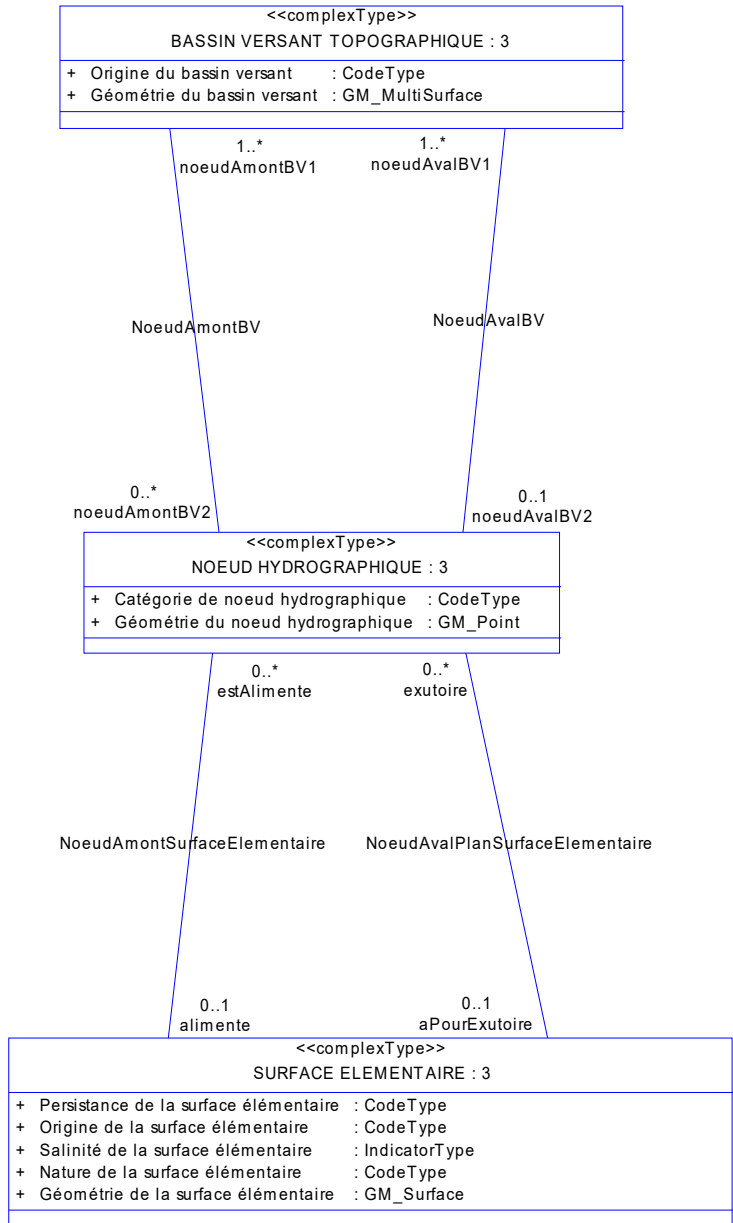 <<complexType>>
BASSIN VERSANT TOPOGRAPHIQUE : 3
+ Origine du bassin versant : CodeType
+ Géométrie du bassin versant : GM_MultiSurface
1..* 1..*
noeudAmontBV1 noeudAvalBV1
NoeudAmontBV NoeudAvalBV
0..* 0..1
noeudAmontBV2 noeudAvalBV2
<<complexType>>
NOEUD HYDROGRAPHIQUE : 3
+ Catégorie de noeud hydrographique : CodeType
+ Géométrie du noeud hydrographique : GM_Point
0..* 0..*
estAlimente exutoire
NoeudAmontSurfaceElementaire NoeudAvalPlanSurfaceElementaire
0..1 0..1
alimente aPourExutoire
<<complexType>>
SURFACE ELEMENTAIRE : 3
+ Persistance de la surface élémentaire : CodeType
+ Origine de la surface élémentaire : CodeType
+ Salinité de la surface élémentaire : IndicatorType
+ Nature de la surface élémentaire : CodeType
+ Géométrie de la surface élémentaire : GM_Surface